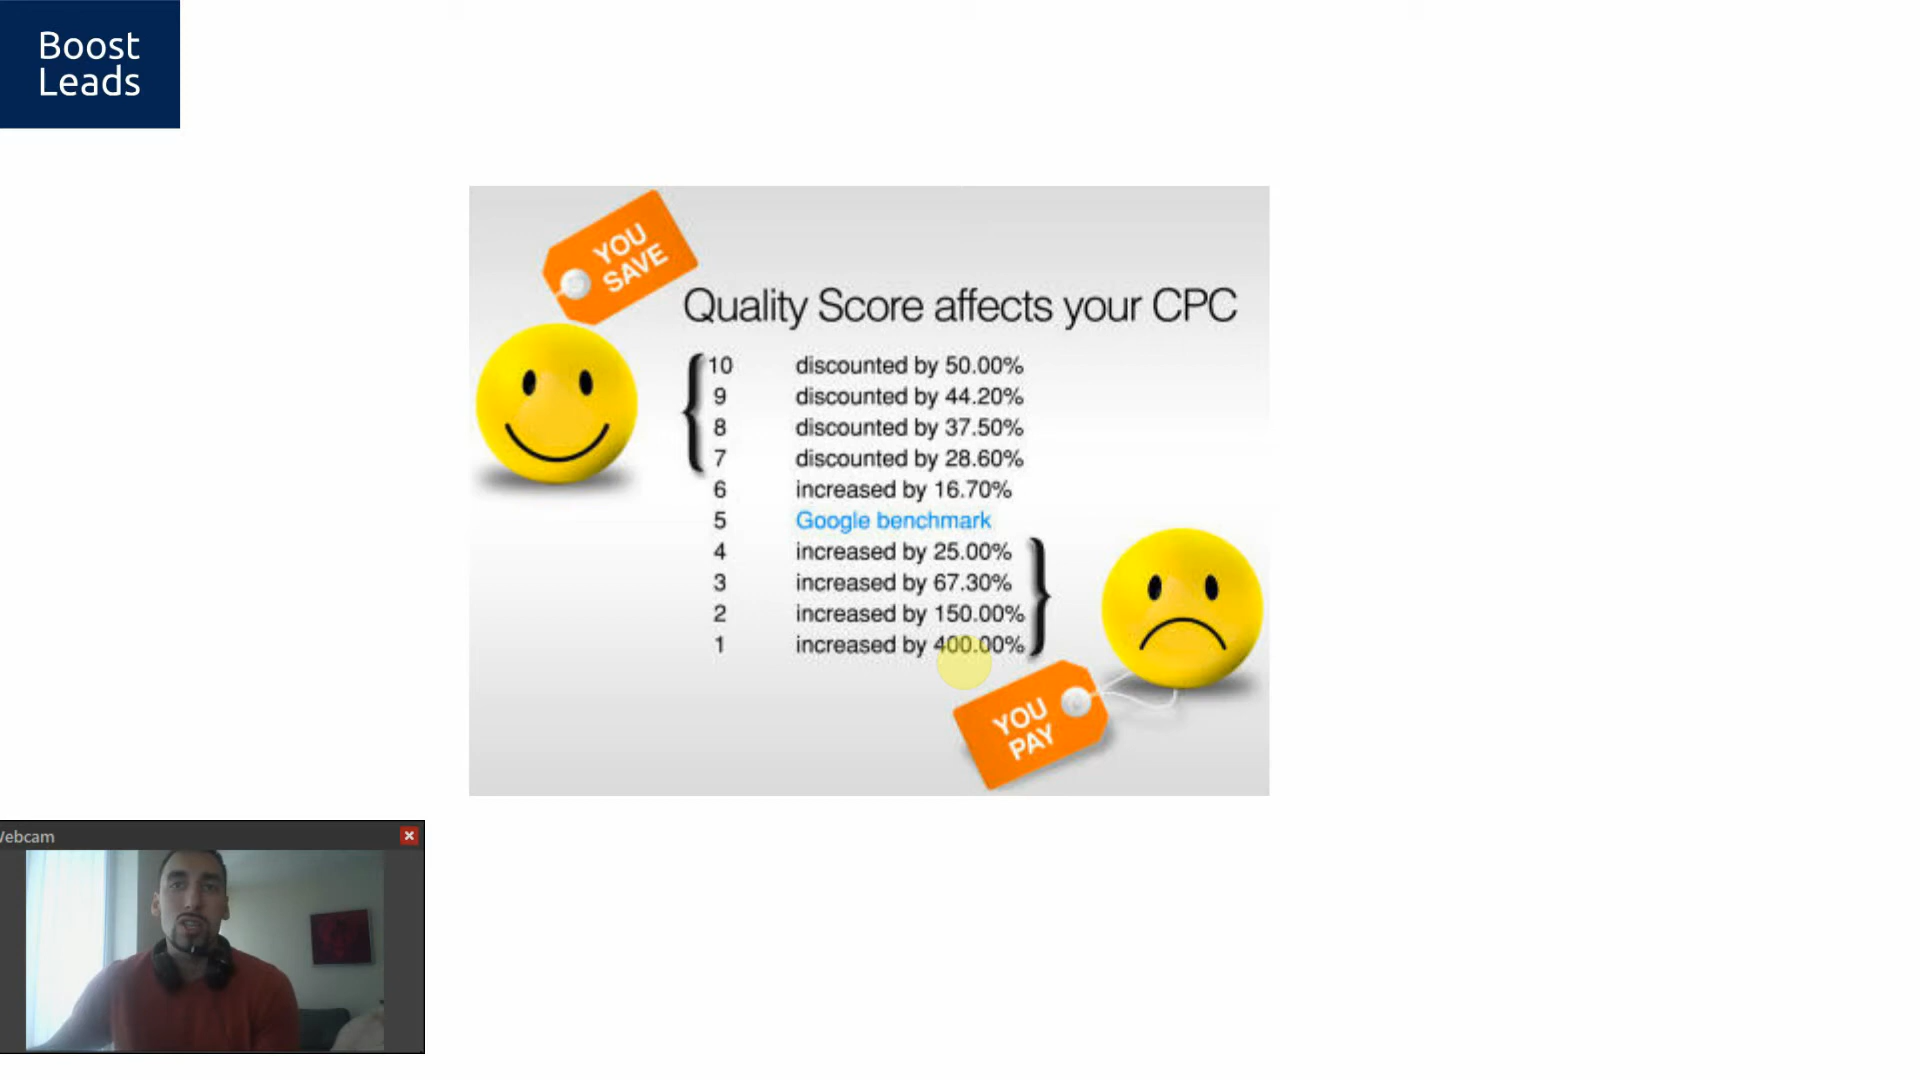 Boost
Leads
YOU
SAVE
Quality Score affects your CPC
10 discounted by 50.00%
9 discounted by 44.20%
8 discounted by 37.50%
7 discounted by 28.60%
6 increased by 16.70%
5 Google benchmark
4 increased by 25.00%
3 increased by 67.30%
2 increased by 150.00%
1 increased by 400.00%
YOU
PAY
Webcam